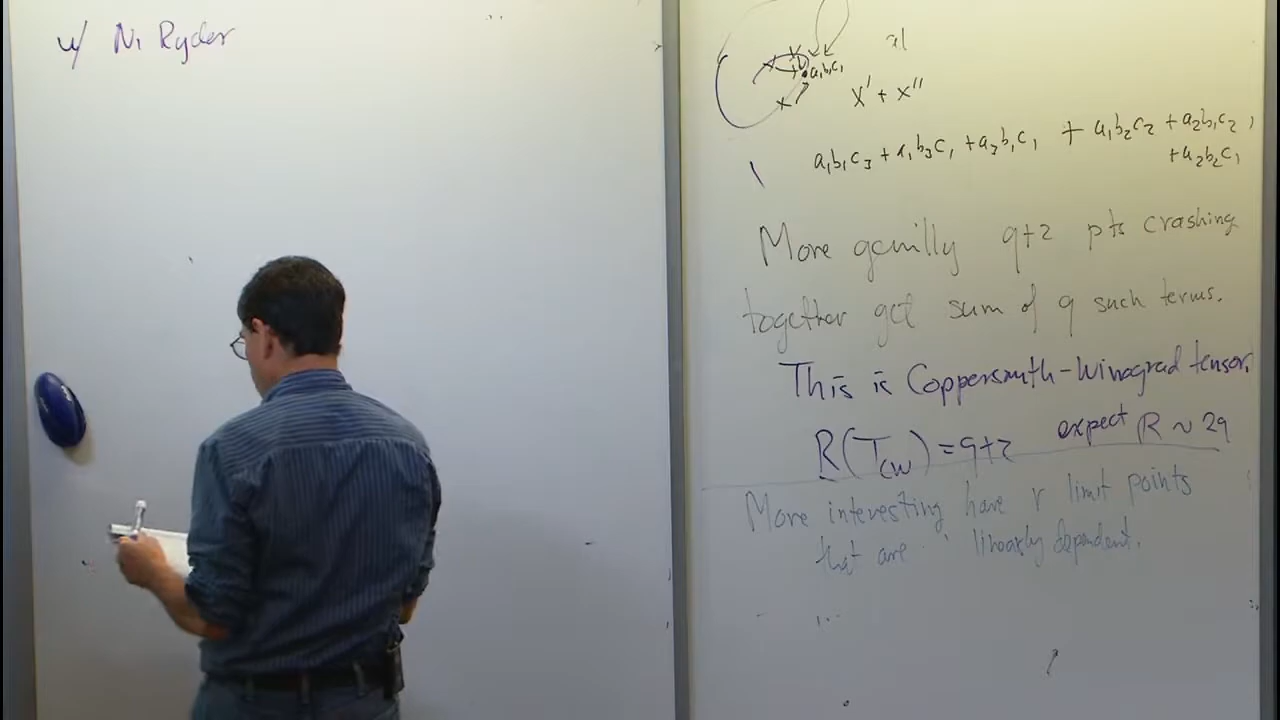 w/ N. Ryder
a₁b₁c₁
X' + X''
a₁b₁c₃ + a₁b₃c₁ + a₃b₁c₁ + a₁b₂c₂ + a₂b₁c₂
+ a₂b₂c₁
More genrlly q+2 pts crashing
together get sum of q such terms.
This is Coppersmith-Winograd tensor.
R(T_CW) = q+2 expect R ~ 2q
More interesting have r limit points
that are linearly dependent.